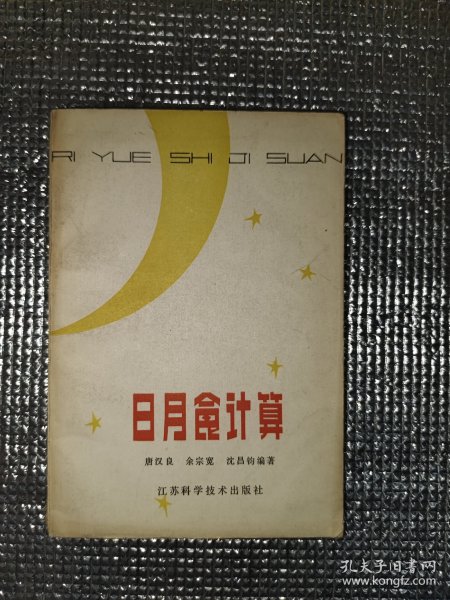 RI YUE SHI JI SUAN
日月食计算
唐汉良 余宗宽 沈昌钧编著
江苏科学技术出版社
孔夫子旧书网
www.kongfz.com